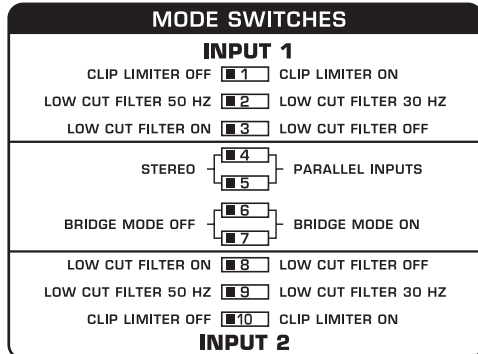 MODE SWITCHES
INPUT 1
CLIP LIMITER OFF 1 CLIP LIMITER ON
LOW CUT FILTER 50 HZ 2 LOW CUT FILTER 30 HZ
LOW CUT FILTER ON 3 LOW CUT FILTER OFF
4
STEREO PARALLEL INPUTS
5
6
BRIDGE MODE OFF BRIDGE MODE ON
7
LOW CUT FILTER ON 8 LOW CUT FILTER OFF
LOW CUT FILTER 50 HZ 9 LOW CUT FILTER 30 HZ
CLIP LIMITER OFF 10 CLIP LIMITER ON
INPUT 2